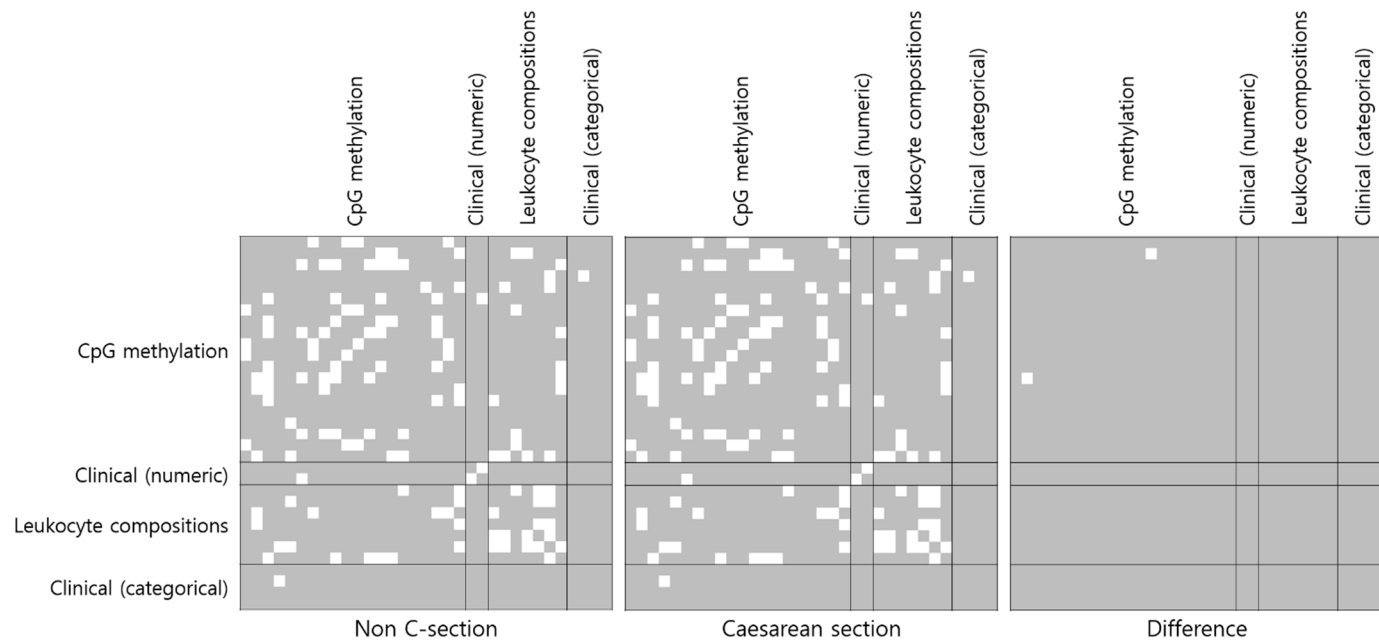 CpG methylation
Clinical (numeric)
Leukocyte compositions
Clinical (categorical)
CpG methylation
Clinical (numeric)
Leukocyte compositions
Clinical (categorical)
CpG methylation
Clinical (numeric)
Leukocyte compositions
Clinical (categorical)
CpG methylation
Clinical (numeric)
Leukocyte compositions
Clinical (categorical)
Non C-section
Caesarean section
Difference